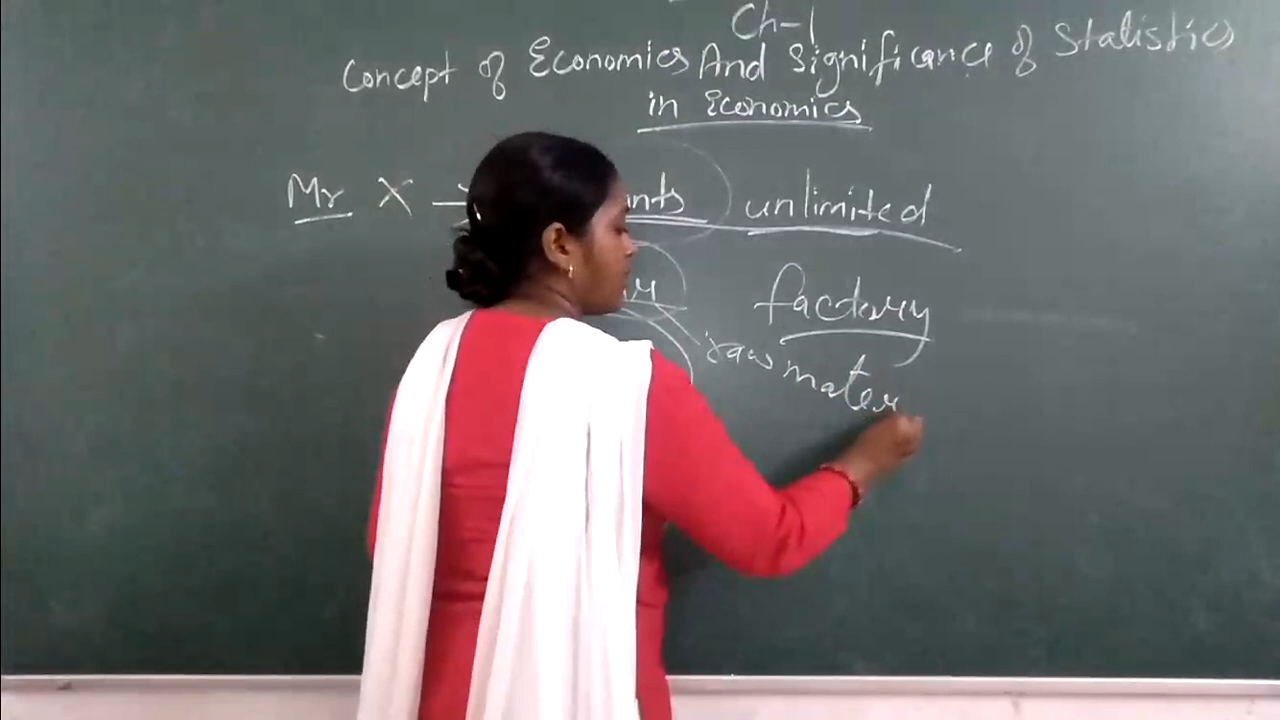 Ch-1
Concept of Economics And Significance of Statistics
in Economics
Mr X → unlimited
factory
raw mater